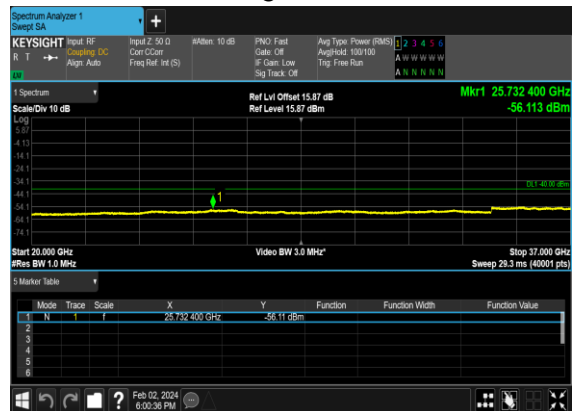 Spectrum Analyzer 1
Swept SA
+
KEYSIGHT Input: RF Input Z: 50 Ω #Atten: 10 dB PNO: Fast Avg Type: Power (RMS) 1 2 3 4 5 6
R T Coupling: DC Corr CCorr Gate: Off Avg|Hold: 100/100 A W W W W W
Align: Auto Freq Ref: Int (S) IF Gain: Low Trig: Free Run
LXI Sig Track: Off A N N N N N
1 Spectrum Ref Lvl Offset 15.87 dB Mkr1 25.732 400 GHz
Scale/Div 10 dB Ref Level 15.87 dBm -56.113 dBm
Log
5.87
-4.13
-14.1
-24.1
-34.1 DL1 -40.00 dBm
-44.1 1
-54.1
-64.1
-74.1
Start 20.000 GHz Video BW 3.0 MHz* Stop 37.000 GHz
#Res BW 1.0 MHz Sweep 29.3 ms (40001 pts)
5 Marker Table
Mode Trace Scale X Y Function Function Width Function Value
1 N 1 f 25.732 400 GHz -56.11 dBm
2
3
4
5
6
? Feb 02, 2024
6:00:36 PM